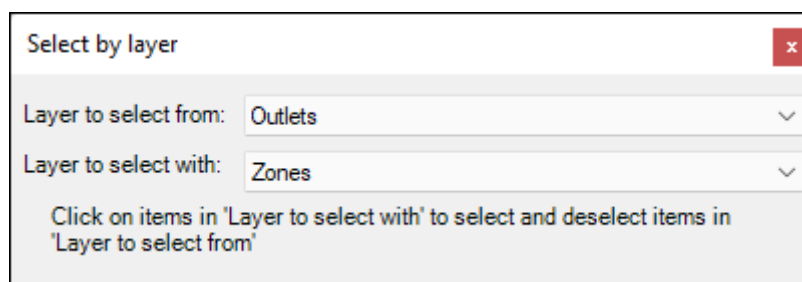 Select by layer
x
Layer to select from: Outlets
Layer to select with: Zones
Click on items in 'Layer to select with' to select and deselect items in
'Layer to select from'